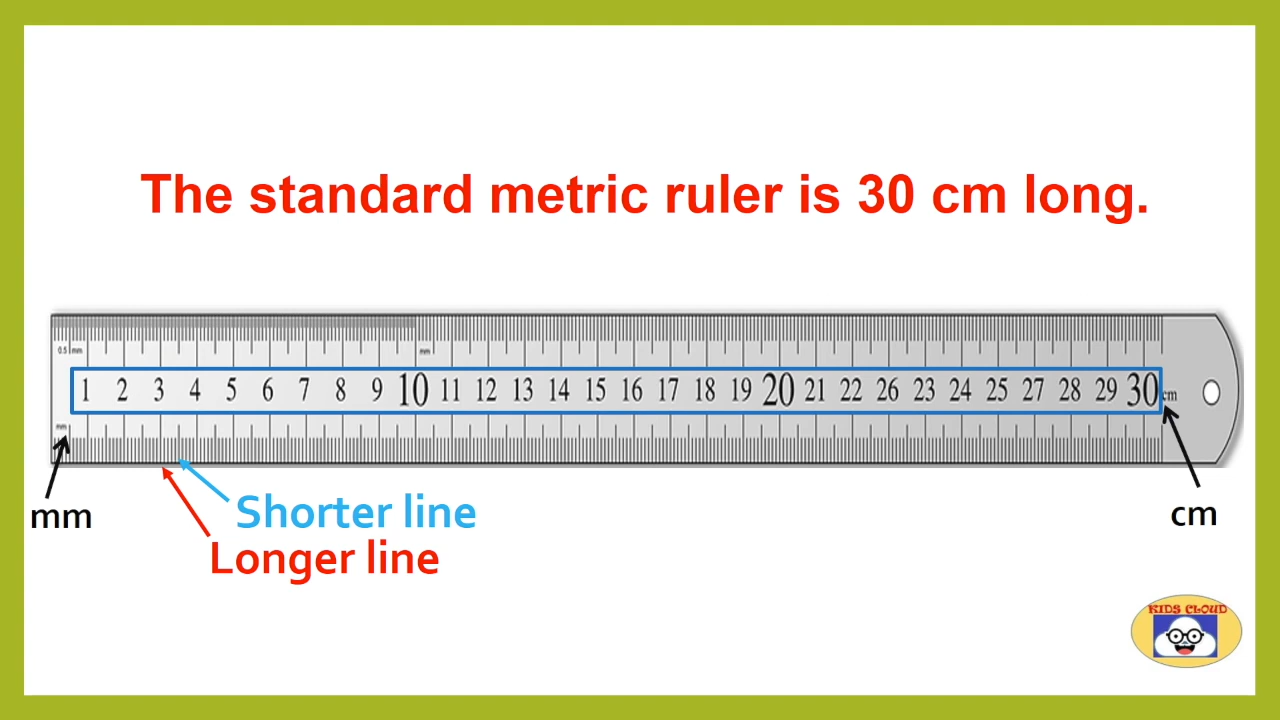 The standard metric ruler is 30 cm long.
0.5 mm mm
1 2 3 4 5 6 7 8 9 10 11 12 13 14 15 16 17 18 19 20 21 22 26 23 24 25 27 28 29 30 cm
mm
mm
Shorter line
cm
Longer line
KIDS CLOUD